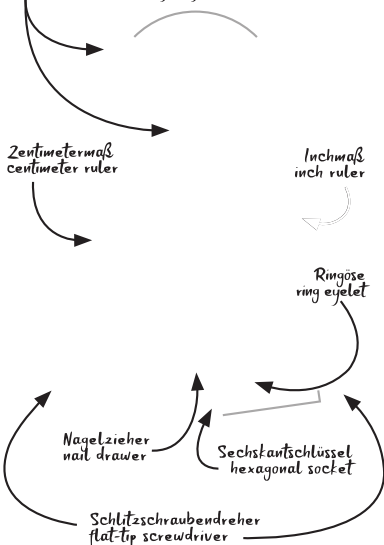 Zentimetermaß
centimeter ruler
Inchmaß
inch ruler
Ringöse
ring eyelet
Nagelzieher
nail drawer
Sechskantschlüssel
hexagonal socket
Schlitzschraubendreher
flat-tip screwdriver